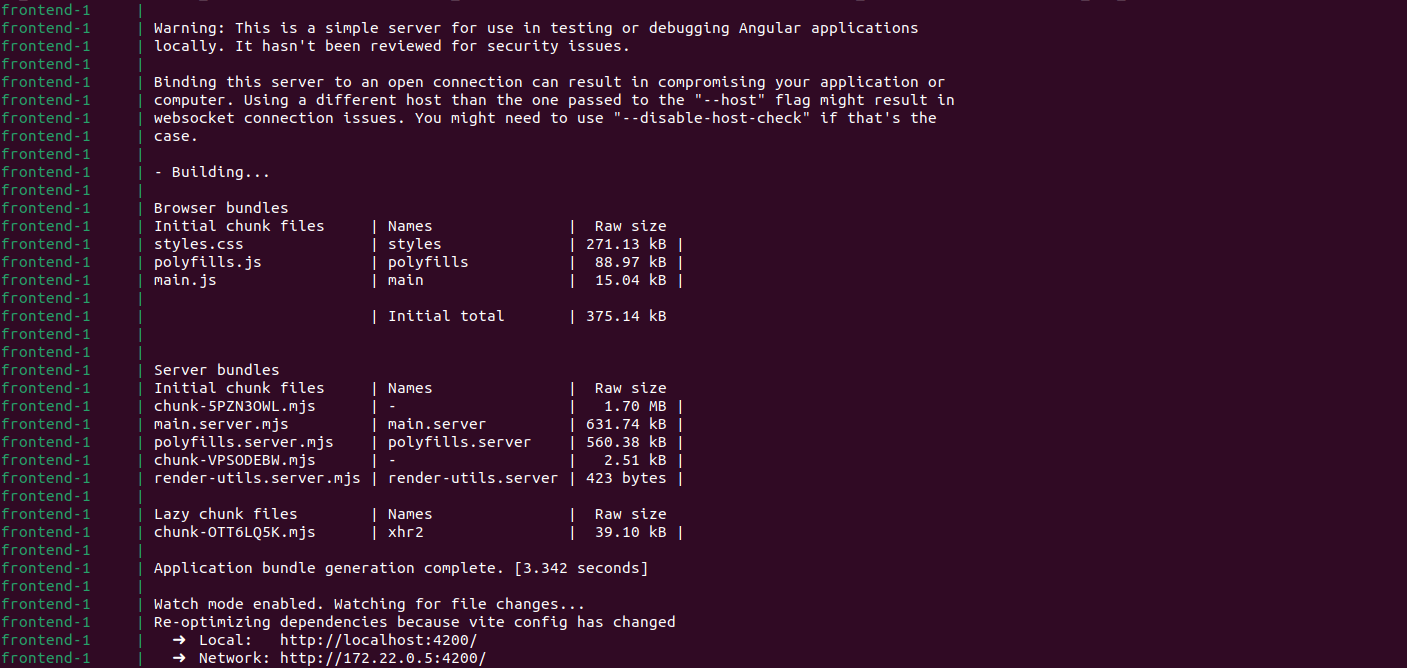 frontend-1     |
frontend-1     | Warning: This is a simple server for use in testing or debugging Angular applications
frontend-1     | locally. It hasn't been reviewed for security issues.
frontend-1     |
frontend-1     | Binding this server to an open connection can result in compromising your application or
frontend-1     | computer. Using a different host than the one passed to the "--host" flag might result in
frontend-1     | websocket connection issues. You might need to use "--disable-host-check" if that's the
frontend-1     | case.
frontend-1     |
frontend-1     | - Building...
frontend-1     |
frontend-1     | Browser bundles
frontend-1     | Initial chunk files     | Names               |  Raw size
frontend-1     | styles.css              | styles              | 271.13 kB |
frontend-1     | polyfills.js            | polyfills           |  88.97 kB |
frontend-1     | main.js                 | main                |  15.04 kB |
frontend-1     |
frontend-1     |                         | Initial total       | 375.14 kB
frontend-1     |
frontend-1     |
frontend-1     | Server bundles
frontend-1     | Initial chunk files     | Names               |  Raw size
frontend-1     | chunk-5PZN3OWL.mjs      | -                   |   1.70 MB |
frontend-1     | main.server.mjs         | main.server         | 631.74 kB |
frontend-1     | polyfills.server.mjs    | polyfills.server    | 560.38 kB |
frontend-1     | chunk-VPSODEBW.mjs      | -                   |   2.51 kB |
frontend-1     | render-utils.server.mjs | render-utils.server | 423 bytes |
frontend-1     |
frontend-1     | Lazy chunk files        | Names               |  Raw size
frontend-1     | chunk-OTT6LQ5K.mjs      | xhr2                |  39.10 kB |
frontend-1     |
frontend-1     | Application bundle generation complete. [3.342 seconds]
frontend-1     |
frontend-1     | Watch mode enabled. Watching for file changes...
frontend-1     | Re-optimizing dependencies because vite config has changed
frontend-1     |   ➜  Local:   http://localhost:4200/
frontend-1     |   ➜  Network: http://172.22.0.5:4200/